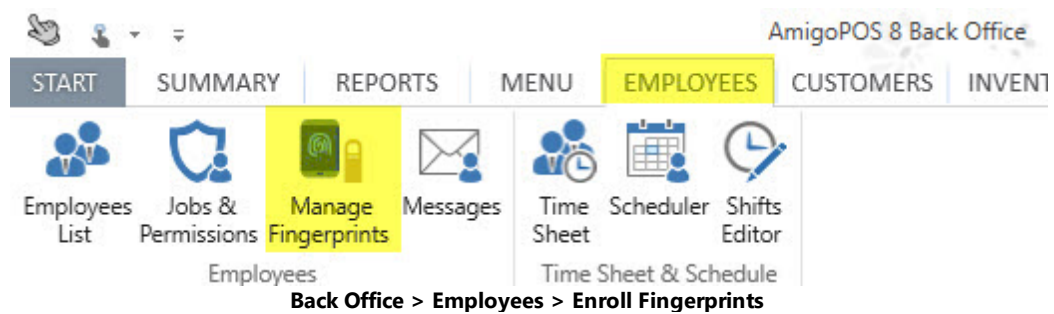 AmigoPOS 8 Back Office
START SUMMARY REPORTS MENU EMPLOYEES CUSTOMERS INVENT
Employees List
Jobs & Permissions
Manage Fingerprints
Messages
Time Sheet
Scheduler
Shifts Editor
Employees
Time Sheet & Schedule
Back Office > Employees > Enroll Fingerprints